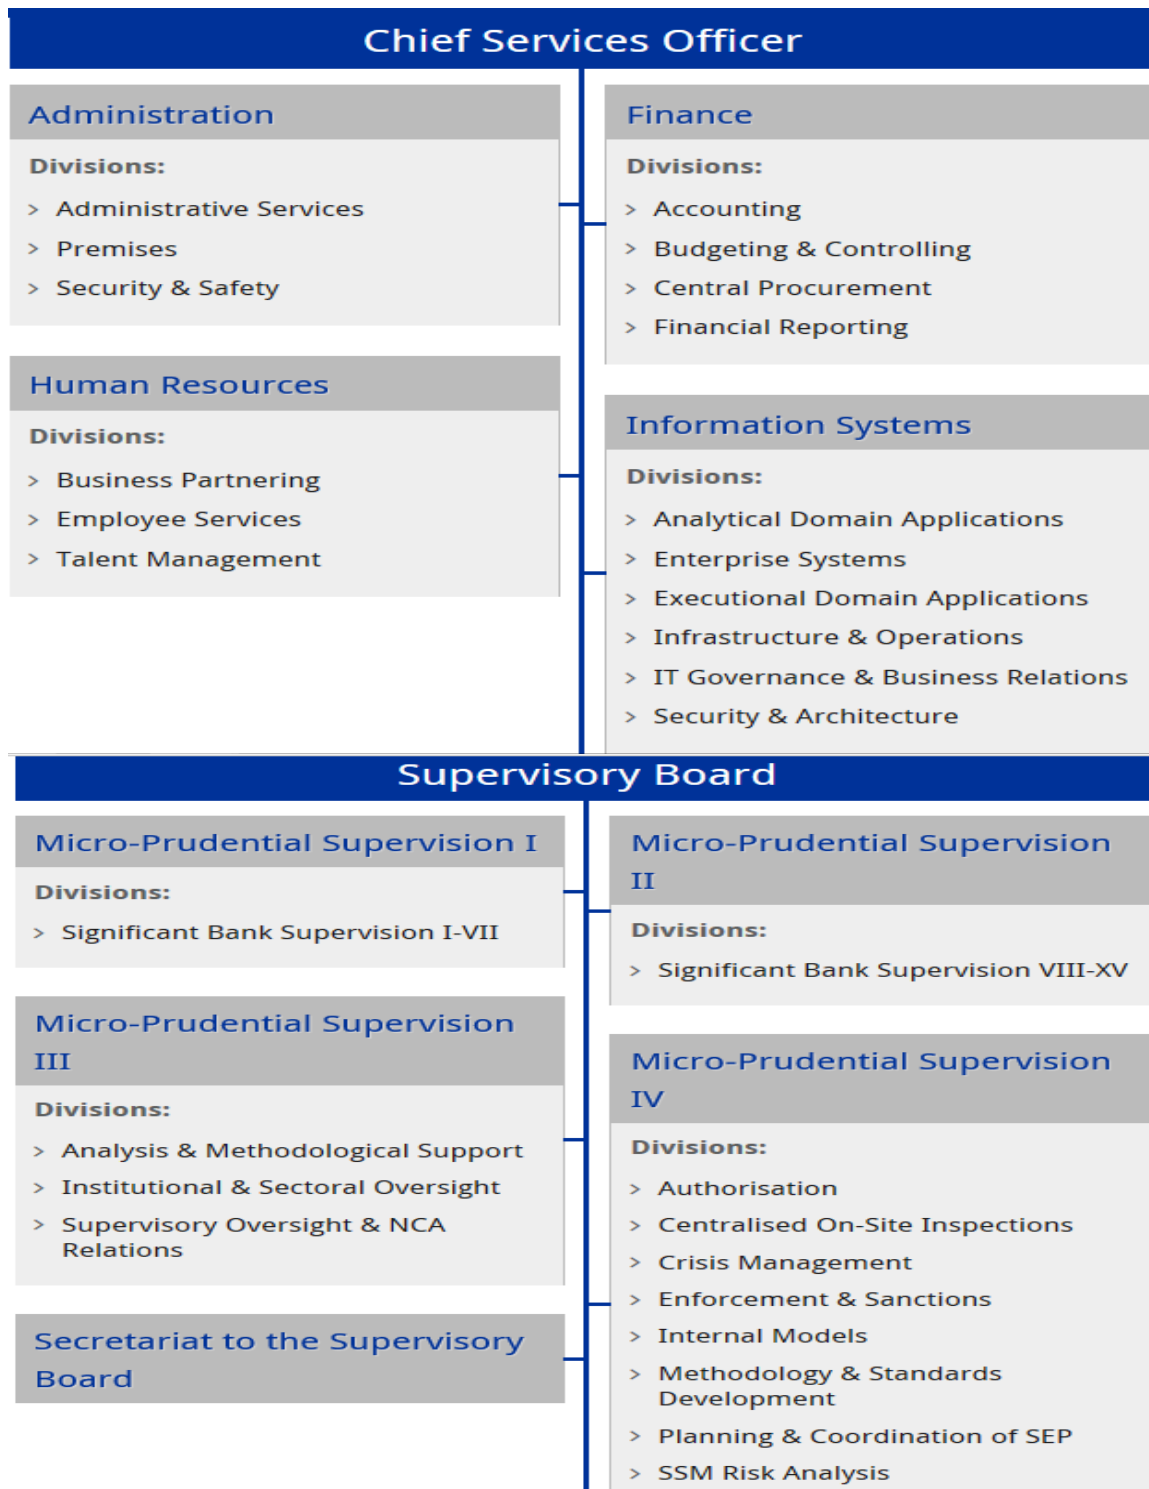 Chief Services Officer
Administration
Divisions:
> Administrative Services
> Premises
> Security & Safety
Human Resources
Divisions:
> Business Partnering
> Employee Services
> Talent Management
Finance
Divisions:
> Accounting
> Budgeting & Controlling
> Central Procurement
> Financial Reporting
Information Systems
Divisions:
> Analytical Domain Applications
> Enterprise Systems
> Executional Domain Applications
> Infrastructure & Operations
> IT Governance & Business Relations
> Security & Architecture
Supervisory Board
Micro-Prudential Supervision I
Divisions:
> Significant Bank Supervision I-VII
Micro-Prudential Supervision
III
Divisions:
> Analysis & Methodological Support
> Institutional & Sectoral Oversight
> Supervisory Oversight & NCA
Relations
Secretariat to the Supervisory
Board
Micro-Prudential Supervision
II
Divisions:
> Significant Bank Supervision VIII-XV
Micro-Prudential Supervision
IV
Divisions:
> Authorisation
> Centralised On-Site Inspections
> Crisis Management
> Enforcement & Sanctions
> Internal Models
> Methodology & Standards
Development
> Planning & Coordination of SEP
> SSM Risk Analysis